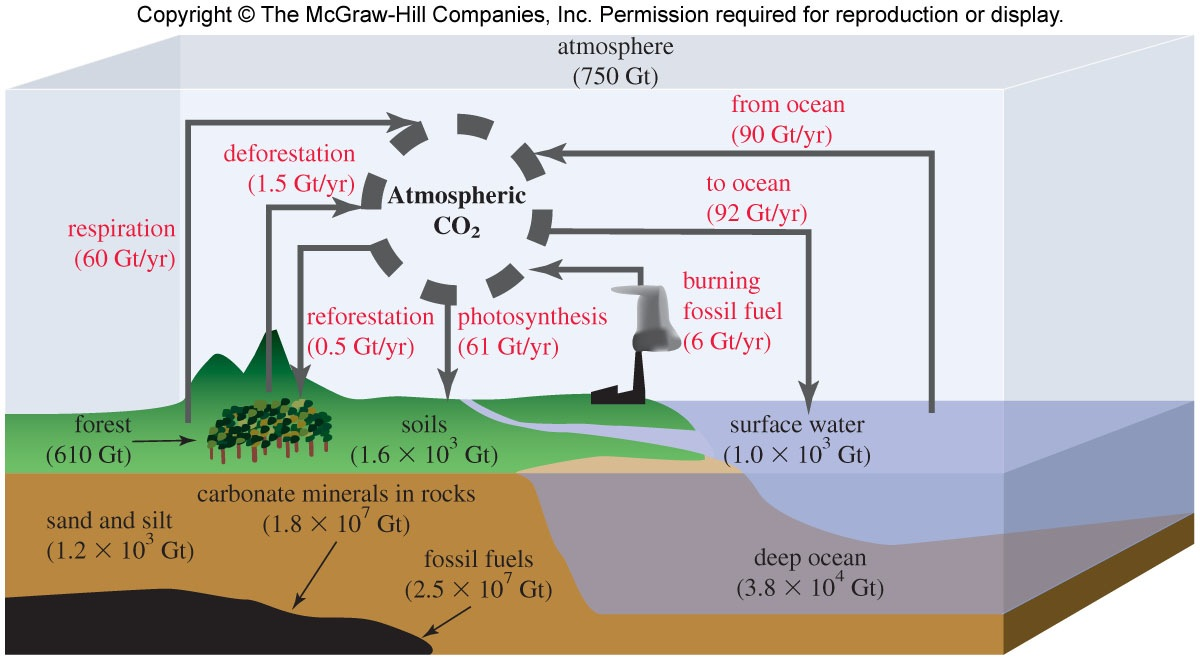 Copyright © The McGraw-Hill Companies, Inc. Permission required for reproduction or display.
atmosphere
(750 Gt)
from ocean
(90 Gt/yr)
deforestation
(1.5 Gt/yr)
to ocean
(92 Gt/yr)
Atmospheric
CO₂
respiration
(60 Gt/yr)
burning
fossil fuel
(6 Gt/yr)
reforestation
(0.5 Gt/yr)
photosynthesis
(61 Gt/yr)
forest
(610 Gt)
soils
(1.6 × 10³ Gt)
surface water
(1.0 × 10³ Gt)
carbonate minerals in rocks
(1.8 × 10⁷ Gt)
sand and silt
(1.2 × 10³ Gt)
fossil fuels
(2.5 × 10⁷ Gt)
deep ocean
(3.8 × 10⁴ Gt)